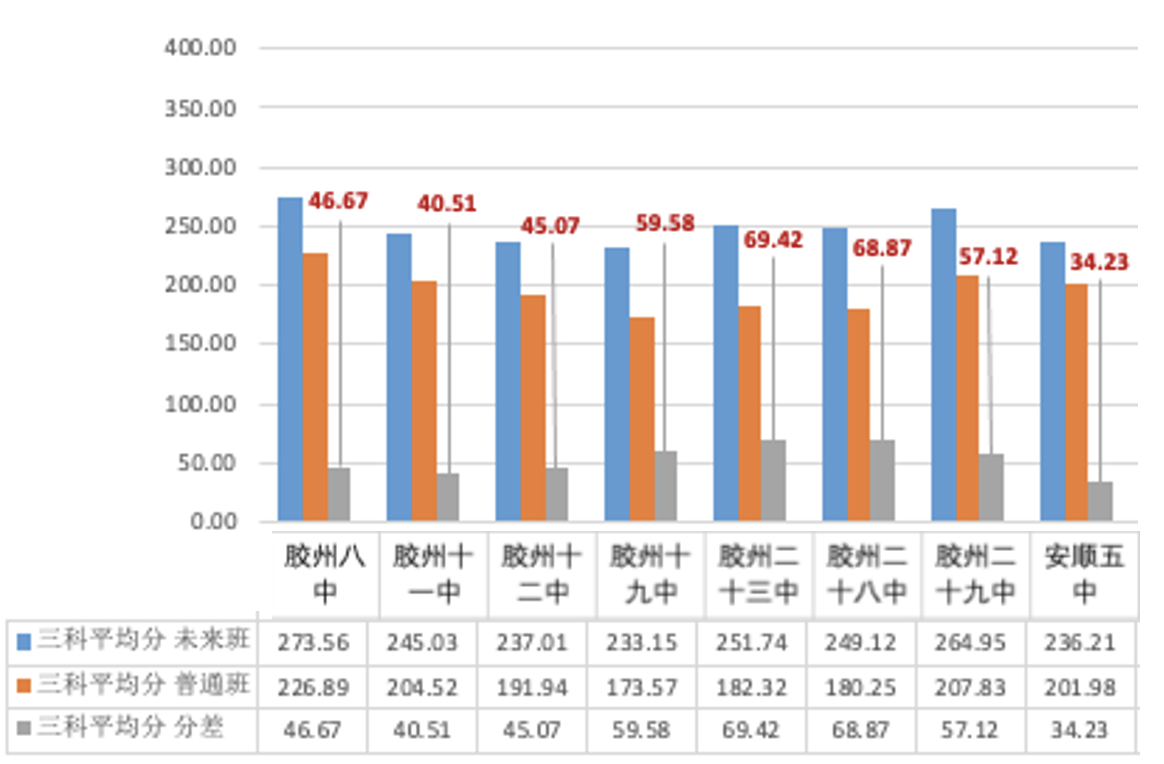 400.00
350.00
300.00
250.00
200.00
150.00
100.00
50.00
0.00
46.67
40.51
45.07
59.58
69.42
68.87
57.12
34.23
胶州八中
胶州十一中
胶州十二中
胶州十九中
胶州二十三中
胶州二十八中
胶州二十九中
安顺五中
三科平均分 未来班 273.56 245.03 237.01 233.15 251.74 249.12 264.95 236.21
三科平均分 普通班 226.89 204.52 191.94 173.57 182.32 180.25 207.83 201.98
三科平均分 分差 46.67 40.51 45.07 59.58 69.42 68.87 57.12 34.23